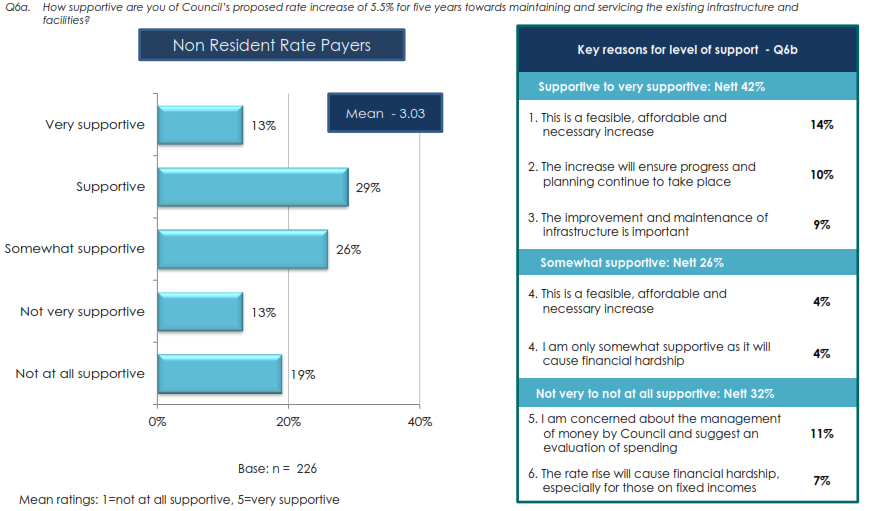 Q6a. How supportive are you of Council's proposed rate increase of 5.5% for five years towards maintaining and servicing the existing infrastructure and
facilities?
Non Resident Rate Payers
Mean - 3.03
Very supportive 13%
Supportive 29%
Somewhat supportive 26%
Not very supportive 13%
Not at all supportive 19%
0% 20% 40%
Base: n = 226
Mean ratings: 1=not at all supportive, 5=very supportive
Key reasons for level of support - Q6b
Supportive to very supportive: Nett 42%
1. This is a feasible, affordable and
necessary increase 14%
2. The increase will ensure progress and
planning continue to take place 10%
3. The improvement and maintenance of
infrastructure is important 9%
Somewhat supportive: Nett 26%
4. This is a feasible, affordable and
necessary increase 4%
4. I am only somewhat supportive as it will
cause financial hardship 4%
Not very to not at all supportive: Nett 32%
5. I am concerned about the management
of money by Council and suggest an 11%
evaluation of spending
6. The rate rise will cause financial hardship,
especially for those on fixed incomes 7%